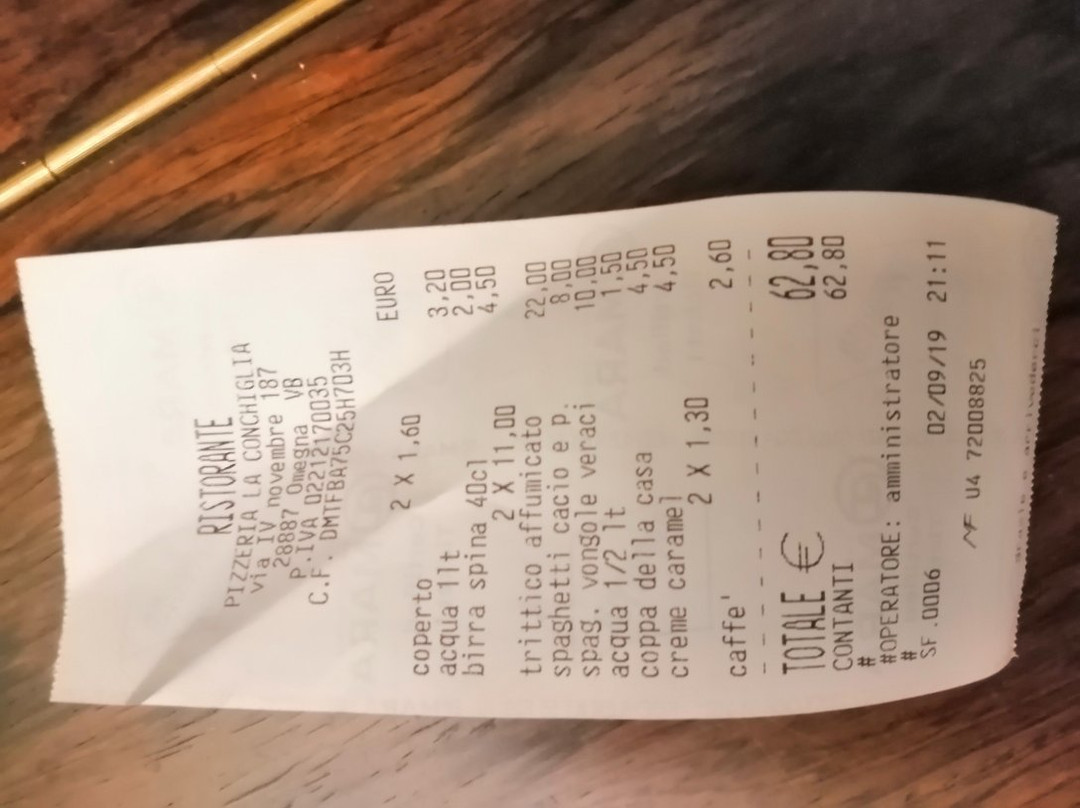 RISTORANTE
PIZZERIA LA CONCHIGLIA
via IV novembre 187
28887 Omegna VB
P.IVA 02212170035
C.F. DMTFBA75C25H703H
EURO
2 X 1,60
coperto 3,20
acqua 1lt 2,00
birra spina 40cl 4,50
2 X 11,00
trittico affumicato 22,00
spaghetti cacio e p. 8,00
spag. vongole veraci 10,00
acqua 1/2 lt 1,50
coppa della casa 4,50
creme caramel 4,50
2 X 1,30
caffe' 2,60
TOTALE € 62,80
CONTANTI 62,80
#
#OPERATORE: amministratore
#
SF.0006 02/09/19 21:11
MF U4 72008825